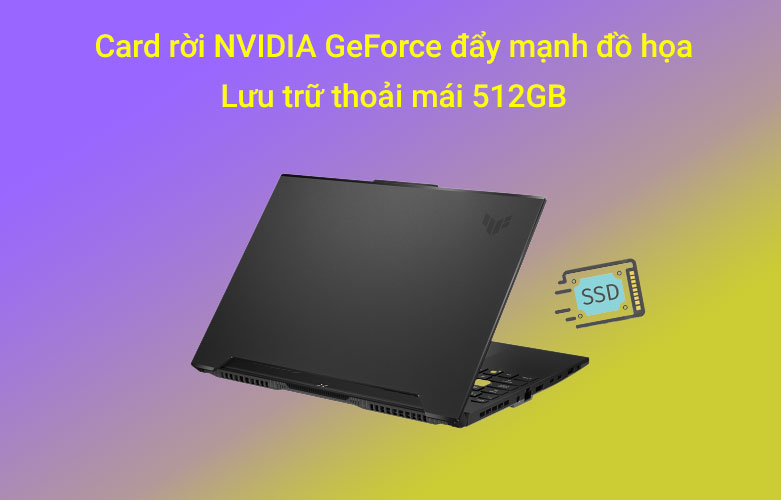 Card rời NVIDIA GeForce đẩy mạnh đồ họa
Lưu trữ thoải mái 512GB
SSD